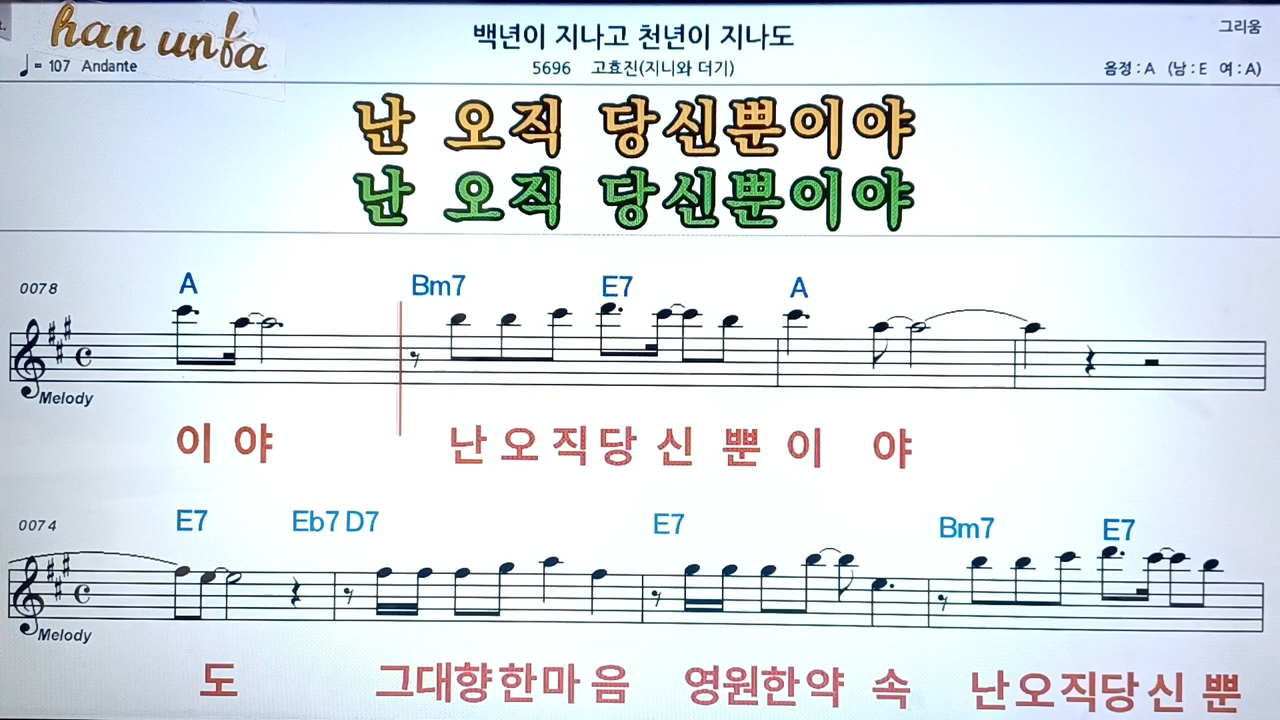 han un!a
백년이 지나고 천년이 지나도
그리움
♩= 107 Andante
5696 고효진(지니와 더기)
음정 : A (남 : E 여 : A)
난 오직 당신뿐이야
난 오직 당신뿐이야
0078
A Bm7 E7 A
Melody
이 야 난 오 직 당 신 뿐 이 야
0074
E7 Eb7 D7 E7 Bm7 E7
Melody
도 그대향한마 음 영원한약 속 난오직당신 뿐